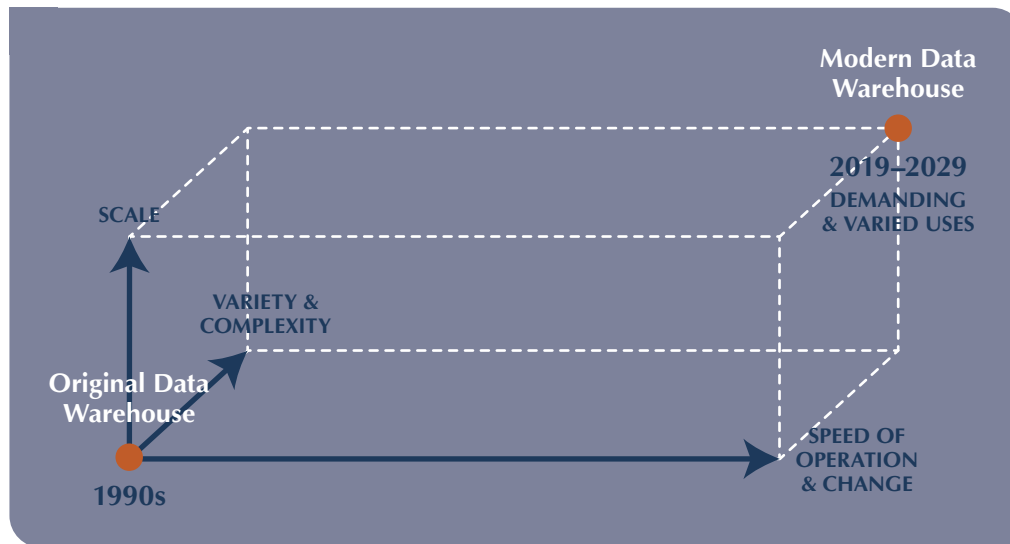 Modern Data
Warehouse
2019–2029
DEMANDING
& VARIED USES
SCALE
VARIETY &
COMPLEXITY
Original Data
Warehouse
1990s
SPEED OF
OPERATION
& CHANGE